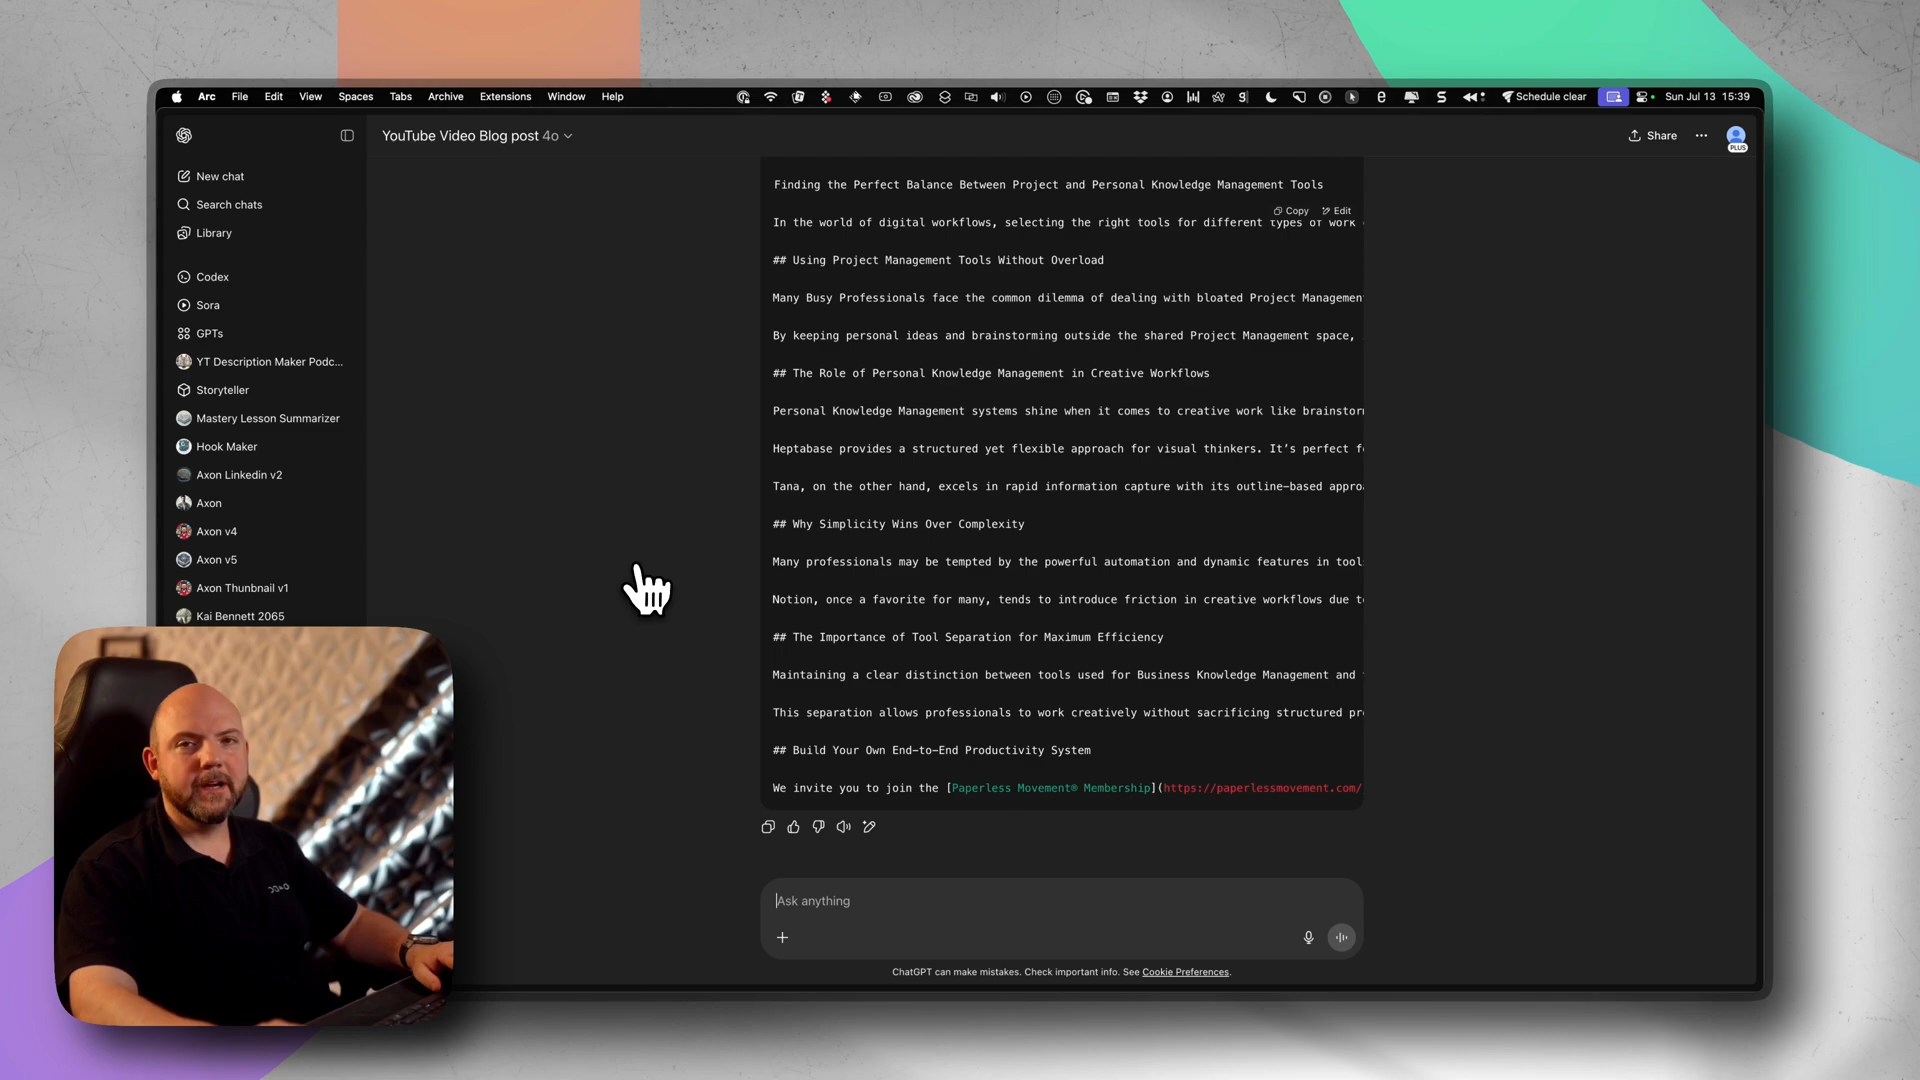 Arc File Edit View Spaces Tabs Archive Extensions Window Help Schedule clear Sun Jul 13 15:39
YouTube Video Blog post 4o
Share
PLUS
New chat
Search chats
Library
Codex
Sora
GPTs
YT Description Maker Podc...
Storyteller
Mastery Lesson Summarizer
Hook Maker
Axon Linkedin v2
Axon
Axon v4
Axon v5
Axon Thumbnail v1
Kai Bennett 2065
Finding the Perfect Balance Between Project and Personal Knowledge Management Tools
Copy Edit
In the world of digital workflows, selecting the right tools for different types of work
## Using Project Management Tools Without Overload
Many Busy Professionals face the common dilemma of dealing with bloated Project Managemen
By keeping personal ideas and brainstorming outside the shared Project Management space,
## The Role of Personal Knowledge Management in Creative Workflows
Personal Knowledge Management systems shine when it comes to creative work like brainstor
Heptabase provides a structured yet flexible approach for visual thinkers. It’s perfect f
Tana, on the other hand, excels in rapid information capture with its outline-based appro
## Why Simplicity Wins Over Complexity
Many professionals may be tempted by the powerful automation and dynamic features in tool
Notion, once a favorite for many, tends to introduce friction in creative workflows due t
## The Importance of Tool Separation for Maximum Efficiency
Maintaining a clear distinction between tools used for Business Knowledge Management and
This separation allows professionals to work creatively without sacrificing structured pr
## Build Your Own End-to-End Productivity System
We invite you to join the [Paperless Movement® Membership](https://paperlessmovement.com/
Ask anything
ChatGPT can make mistakes. Check important info. See Cookie Preferences.